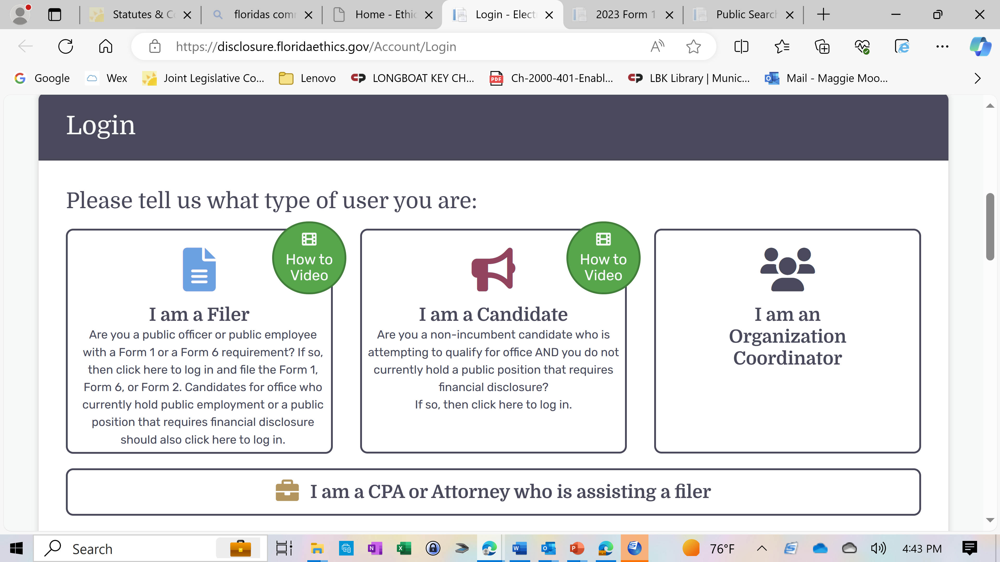 Statutes & Co
floridas com
Home - Ethic
Login - Elect
2023 Form 1
Public Search
https://disclosure.floridaethics.gov/Account/Login
Google
Wex
Joint Legislative Co...
Lenovo
LONGBOAT KEY CH...
PDF
Ch-2000-401-Enabl...
LBK Library | Munic...
Mail - Maggie Moo...
Login
Please tell us what type of user you are:
How to
Video
I am a Filer
Are you a public officer or public employee
with a Form 1 or a Form 6 requirement? If so,
then click here to log in and file the Form 1,
Form 6, or Form 2. Candidates for office who
currently hold public employment or a public
position that requires financial disclosure
should also click here to log in.
How to
Video
I am a Candidate
Are you a non-incumbent candidate who is
attempting to qualify for office AND you do not
currently hold a public position that requires
financial disclosure?
If so, then click here to log in.
I am an
Organization
Coordinator
I am a CPA or Attorney who is assisting a filer
Search
76°F
4:43 PM